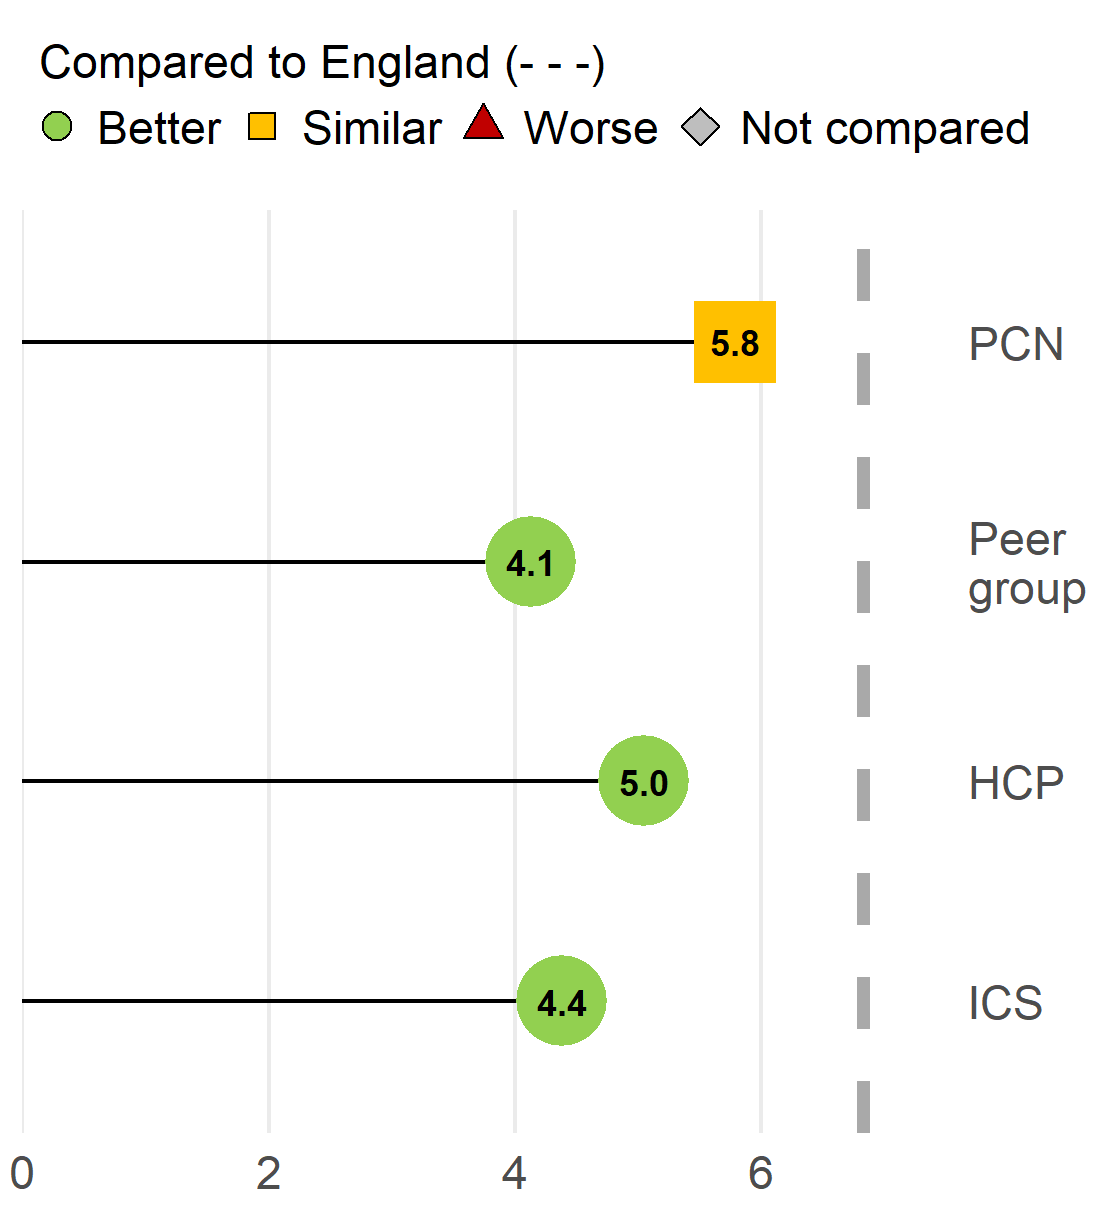 Compared to England (- - -)
Better Similar Worse Not compared
5.8 PCN
4.1 Peer
group
5.0 HCP
4.4 ICS
0 2 4 6